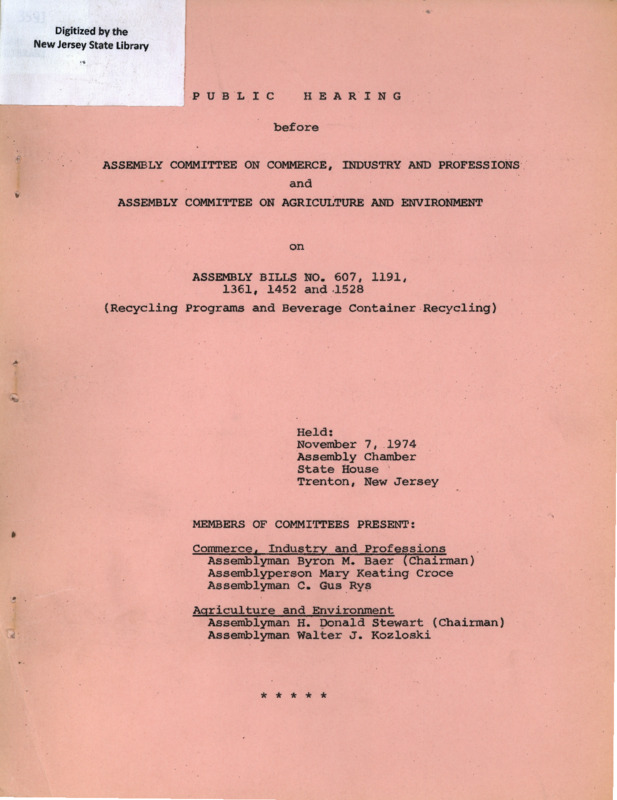 Digitized by the
New Jersey State Library
PUBLIC HEARING
before
ASSEMBLY COMMITTEE ON COMMERCE, INDUSTRY AND PROFESSIONS
and
ASSEMBLY COMMITTEE ON AGRICULTURE AND ENVIRONMENT
on
ASSEMBLY BILLS NO. 607, 1191,
1361, 1452 and 1528
(Recycling Programs and Beverage Container Recycling)
Held:
November 7, 1974
Assembly Chamber
State House
Trenton, New Jersey
MEMBERS OF COMMITTEES PRESENT:
Commerce, Industry and Professions
Assemblyman Byron M. Baer (Chairman)
Assemblyperson Mary Keating Croce
Assemblyman C. Gus Rys
Agriculture and Environment
Assemblyman H. Donald Stewart (Chairman)
Assemblyman Walter J. Kozloski
* * * * *